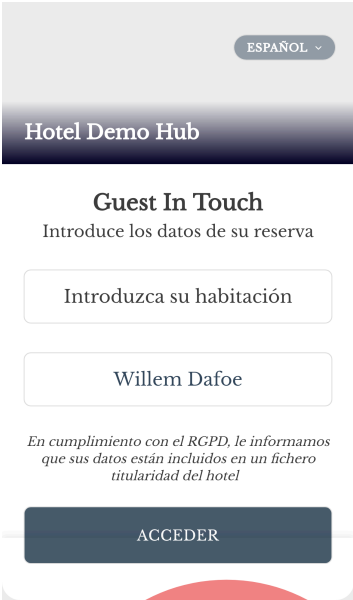 ESPAÑOL
Hotel Demo Hub
Guest In Touch
Introduce los datos de su reserva
Introduzca su habitación
Willem Dafoe
En cumplimiento con el RGPD, le informamos
que sus datos están incluidos en un fichero
titularidad del hotel
ACCEDER